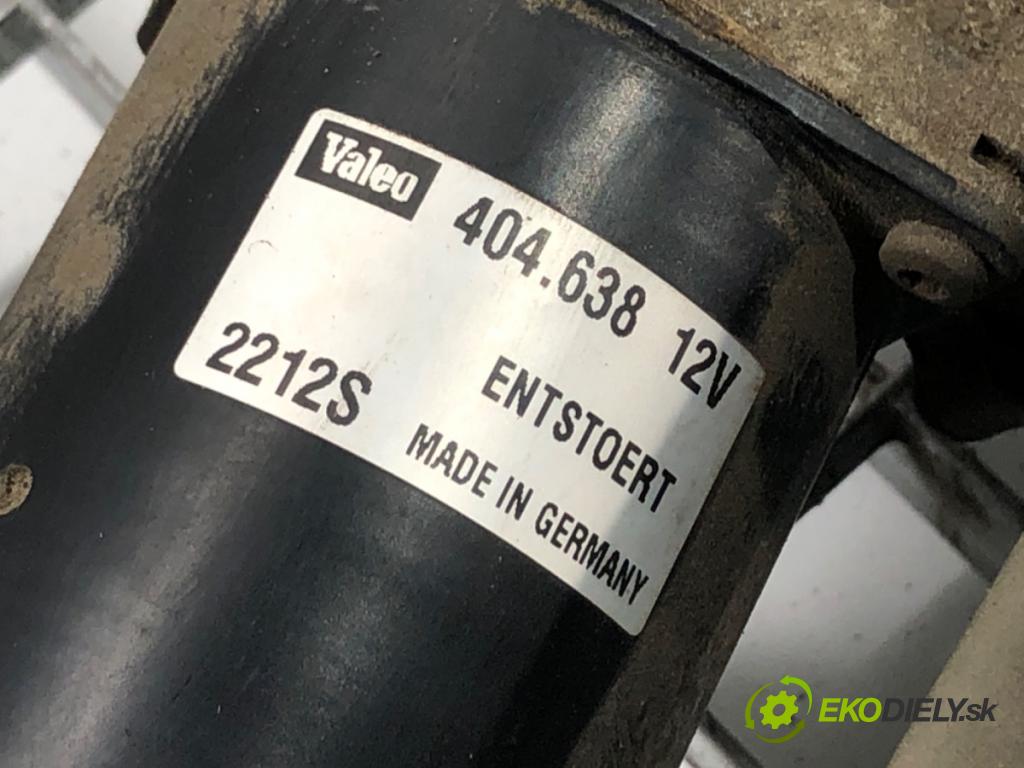 Valeo 404.638 12V
ENTSTOERT
2212S MADE IN GERMANY
EKODIELY.sk